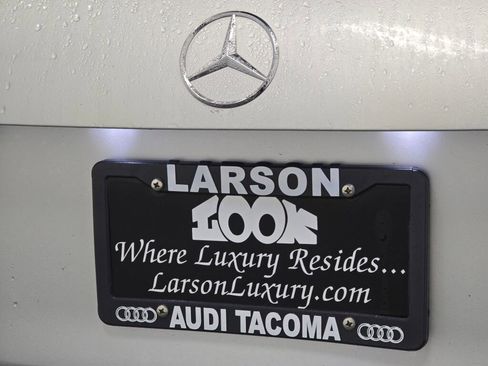 LARSON
LOOK
Where Luxury Resides...
LarsonLuxury.com
AUDI TACOMA